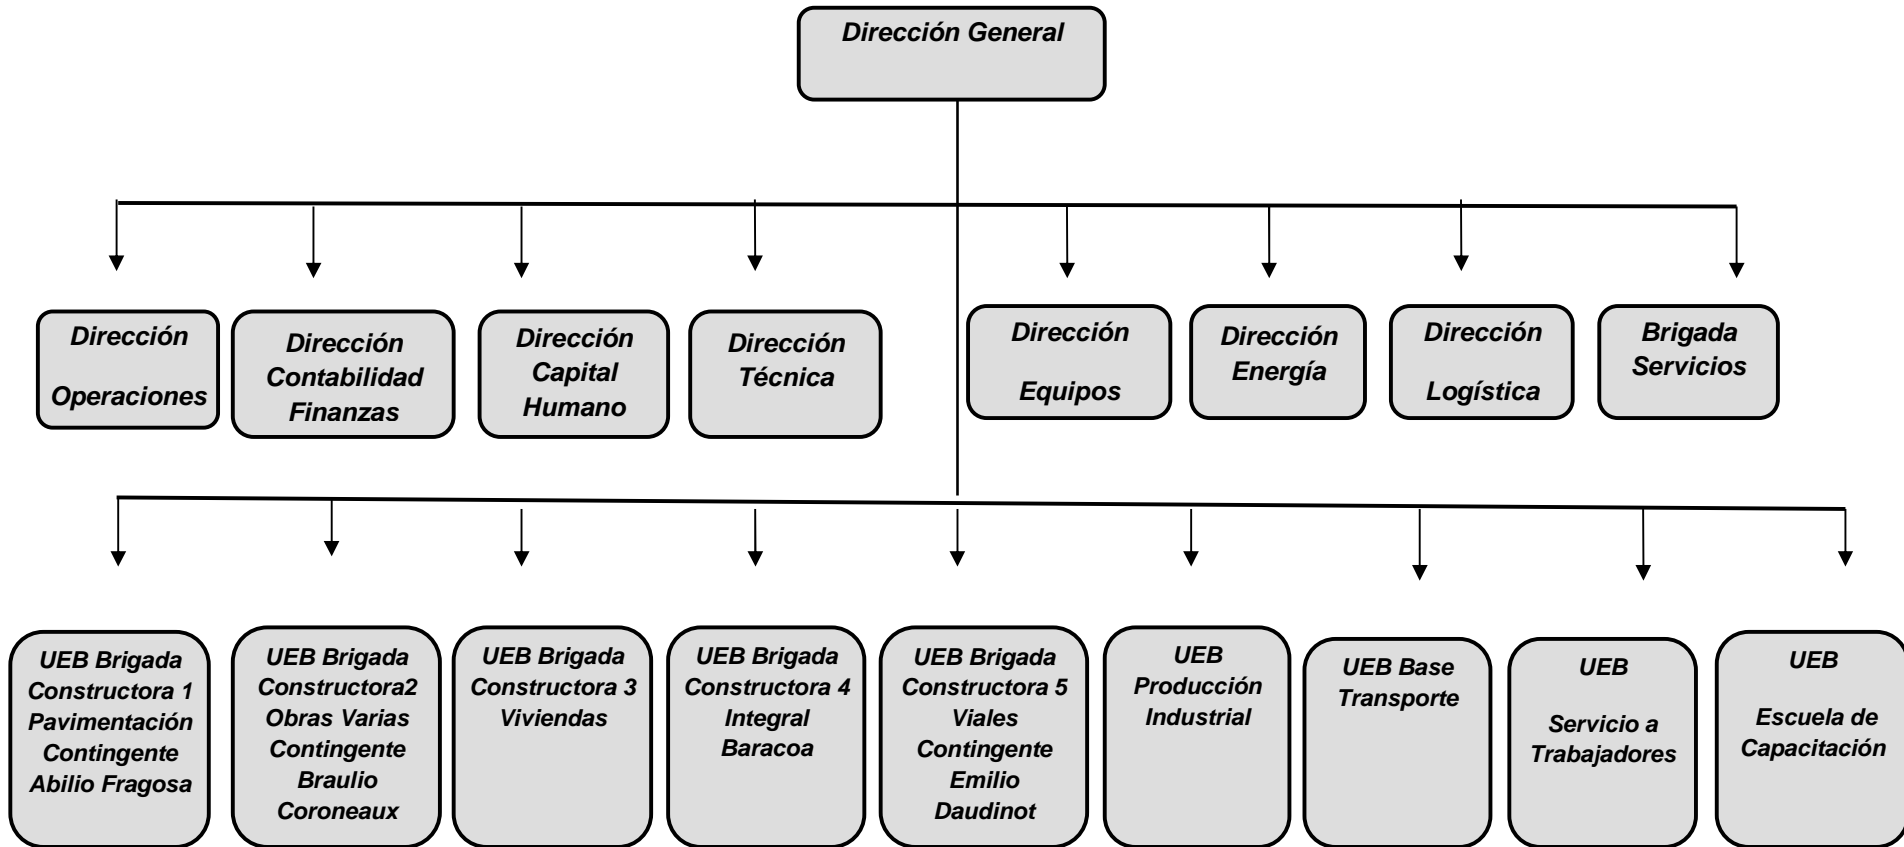 Dirección General
Dirección
Operaciones
Dirección
Contabilidad
Finanzas
Dirección
Capital
Humano
Dirección
Técnica
Dirección
Equipos
Dirección
Energía
Dirección
Logística
Brigada
Servicios
UEB Brigada
Constructora 1
Pavimentación
Contingente
Abilio Fragosa
UEB Brigada
Constructora2
Obras Varias
Contingente
Braulio
Coroneaux
UEB Brigada
Constructora 3
Viviendas
UEB Brigada
Constructora 4
Integral
Baracoa
UEB Brigada
Constructora 5
Viales
Contingente
Emilio
Daudinot
UEB
Producción
Industrial
UEB Base
Transporte
UEB
Servicio a
Trabajadores
UEB
Escuela de
Capacitación